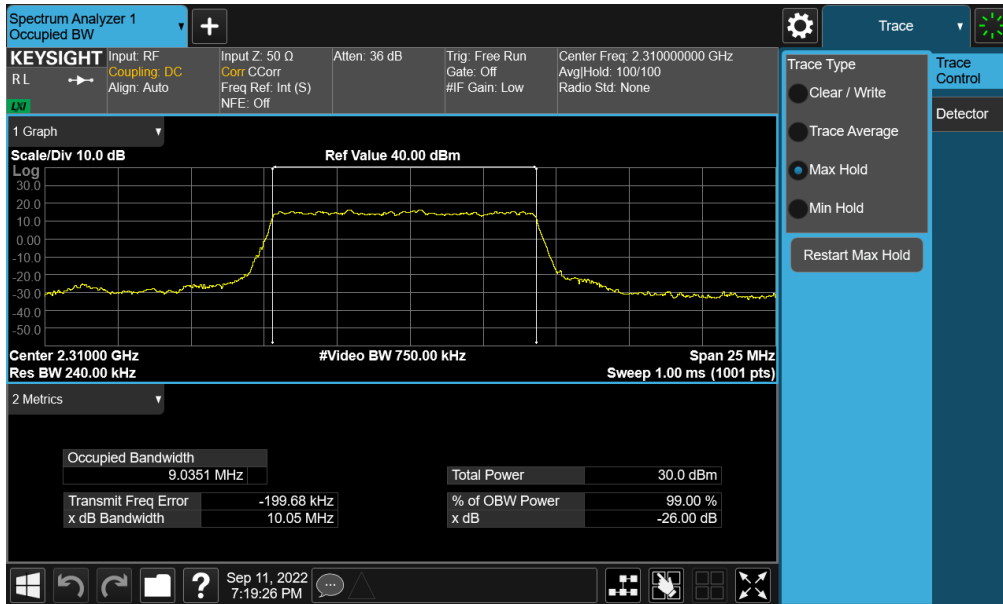 Spectrum Analyzer 1
Occupied BW
+
Trace
KEYSIGHT
R L
LXI
Input: RF
Coupling: DC
Align: Auto
Input Z: 50 Ω
Corr CCorr
Freq Ref: Int (S)
NFE: Off
Atten: 36 dB
Trig: Free Run
Gate: Off
#IF Gain: Low
Center Freq: 2.310000000 GHz
Avg|Hold: 100/100
Radio Std: None
Trace Type
Clear / Write
Trace Average
Max Hold
Min Hold
Restart Max Hold
Trace
Control
Detector
1 Graph
Scale/Div 10.0 dB
Ref Value 40.00 dBm
Log
30.0
20.0
10.0
0.00
-10.0
-20.0
-30.0
-40.0
-50.0
Center 2.31000 GHz
#Video BW 750.00 kHz
Span 25 MHz
Res BW 240.00 kHz
Sweep 1.00 ms (1001 pts)
2 Metrics
Occupied Bandwidth
9.0351 MHz
Total Power 30.0 dBm
Transmit Freq Error -199.68 kHz
% of OBW Power 99.00 %
x dB Bandwidth 10.05 MHz
x dB -26.00 dB
?
Sep 11, 2022
7:19:26 PM